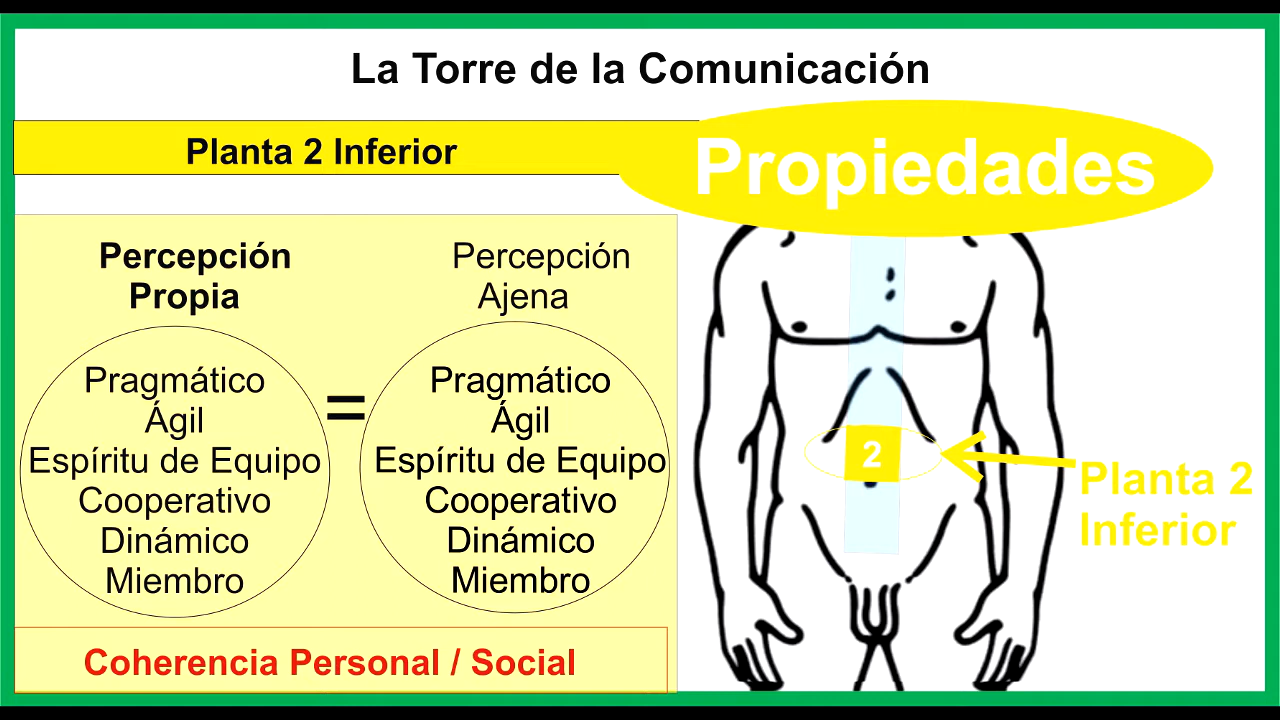 La Torre de la Comunicación
Planta 2 Inferior
Propiedades
Percepción
Propia
Pragmático
Ágil
Espíritu de Equipo
Cooperativo
Dinámico
Miembro
=
Percepción
Ajena
Pragmático
Ágil
Espíritu de Equipo
Cooperativo
Dinámico
Miembro
Coherencia Personal / Social
2
Planta 2
Inferior